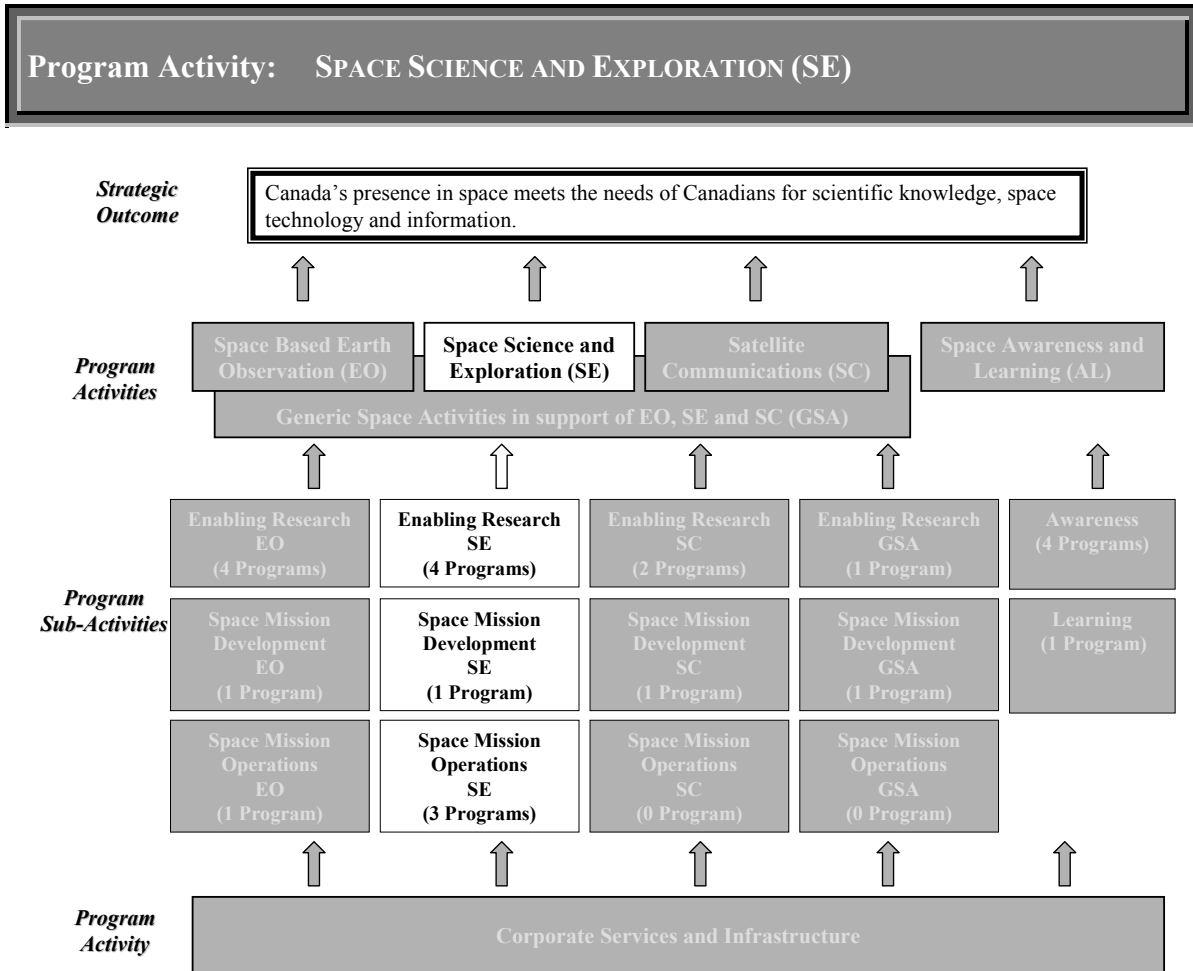 Program Activity: SPACE SCIENCE AND EXPLORATION (SE)
Strategic
Outcome
Canada's presence in space meets the needs of Canadians for scientific knowledge, space
technology and information.
Program
Activities
Space Based Earth
Observation (EO)
Space Science and
Exploration (SE)
Satellite
Communications (SC)
Space Awareness and
Learning (AL)
Generic Space Activities in support of EO, SE and SC (GSA)
Program
Sub-Activities
Enabling Research
EO
(4 Programs)
Enabling Research
SE
(4 Programs)
Enabling Research
SC
(2 Programs)
Enabling Research
GSA
(1 Program)
Awareness
(4 Programs)
Space Mission
Development
EO
(1 Program)
Space Mission
Development
SE
(1 Program)
Space Mission
Development
SC
(1 Program)
Space Mission
Development
GSA
(1 Program)
Learning
(1 Program)
Space Mission
Operations
EO
(1 Program)
Space Mission
Operations
SE
(3 Programs)
Space Mission
Operations
SC
(0 Program)
Space Mission
Operations
GSA
(0 Program)
Program
Activity
Corporate Services and Infrastructure